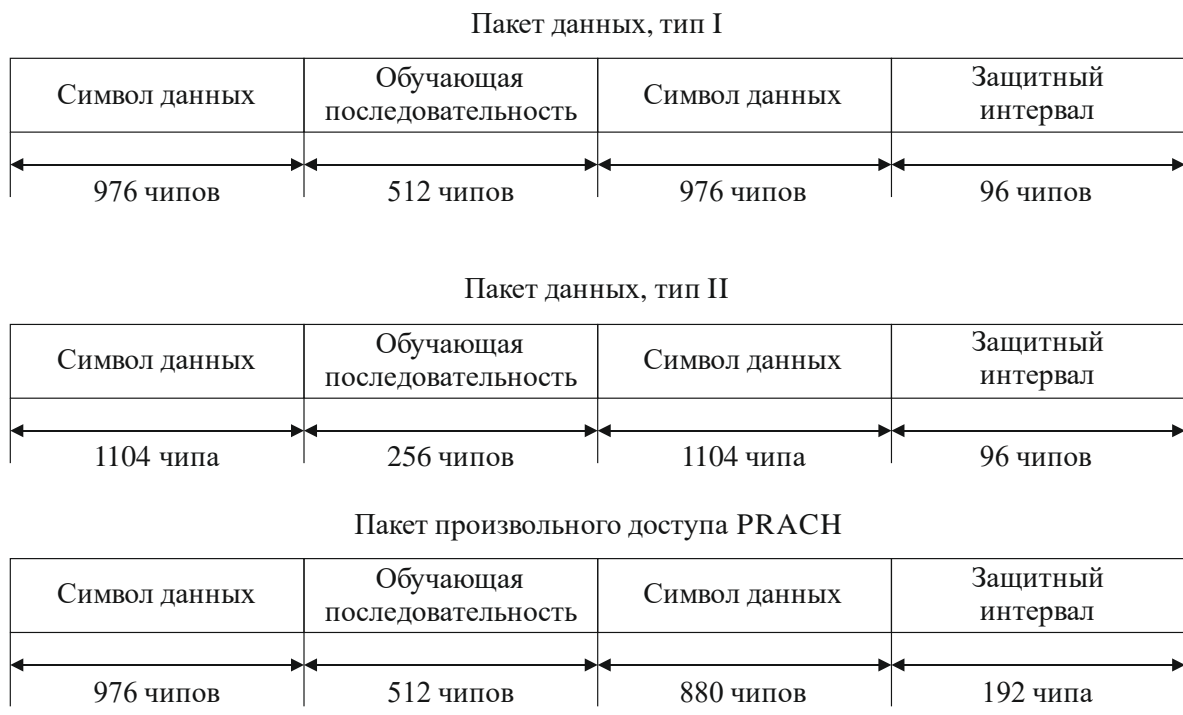 Пакет данных, тип I
Символ данных
Обучающая
последовательность
Символ данных
Защитный
интервал
976 чипов
512 чипов
976 чипов
96 чипов
Пакет данных, тип II
Символ данных
Обучающая
последовательность
Символ данных
Защитный
интервал
1104 чипа
256 чипов
1104 чипа
96 чипов
Пакет произвольного доступа PRACH
Символ данных
Обучающая
последовательность
Символ данных
Защитный
интервал
976 чипов
512 чипов
880 чипов
192 чипа